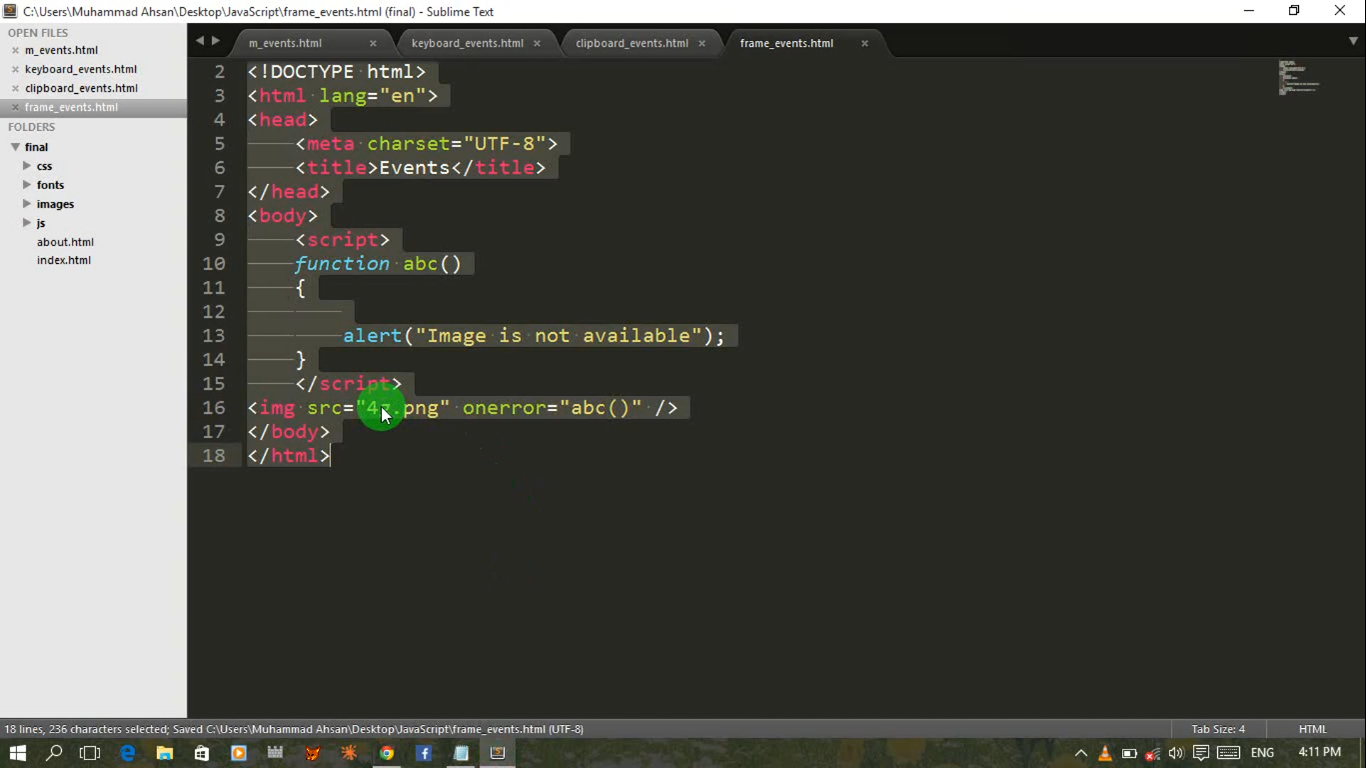 C:\Users\Muhammad Ahsan\Desktop\JavaScript\frame_events.html (final) - Sublime Text
OPEN FILES
m_events.html
keyboard_events.html
clipboard_events.html
frame_events.html
FOLDERS
final
css
fonts
images
js
about.html
index.html
m_events.html
keyboard_events.html
clipboard_events.html
frame_events.html
2 <!DOCTYPE html>
3 <html lang="en">
4 <head>
5 <meta charset="UTF-8">
6 <title>Events</title>
7 </head>
8 <body>
9 <script>
10 function abc()
11 {
12
13 alert("Image is not available");
14 }
15 </script>
16 <img src=" .png" onerror="abc()" />
17 </body>
18 </html>
18 lines, 236 characters selected; Saved C:\Users\Muhammad Ahsan\Desktop\JavaScript\frame_events.html (UTF-8)
Tab Size: 4
HTML
ENG
4:11 PM